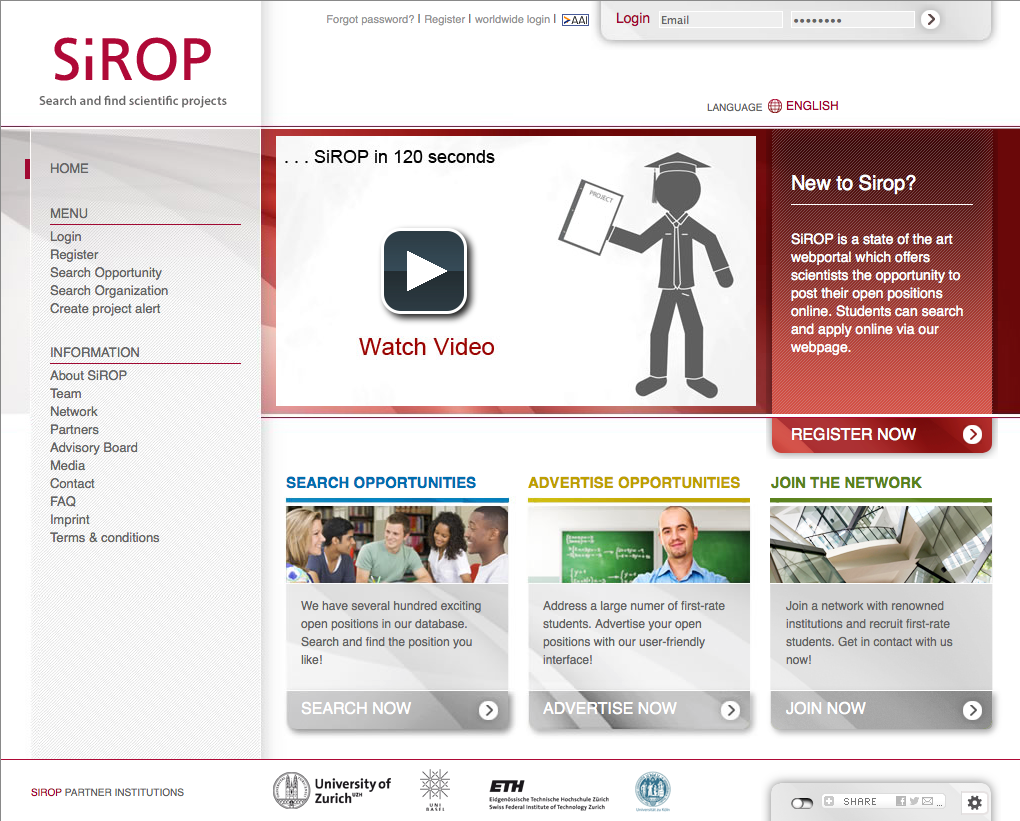 Forgot password? I Register I worldwide login I AAI
Login Email
SiROP
Search and find scientific projects
LANGUAGE ENGLISH
HOME
MENU
Login
Register
Search Opportunity
Search Organization
Create project alert
INFORMATION
About SiROP
Team
Network
Partners
Advisory Board
Media
Contact
FAQ
Imprint
Terms & conditions
. . . SiROP in 120 seconds
PROJECT
Watch Video
New to Sirop?
SiROP is a state of the art
webportal which offers
scientists the opportunity to
post their open positions
online. Students can search
and apply online via our
webpage.
REGISTER NOW
SEARCH OPPORTUNITIES
We have several hundred exciting
open positions in our database.
Search and find the position you
like!
SEARCH NOW
ADVERTISE OPPORTUNITIES
Address a large numer of first-rate
students. Advertise your open
positions with our user-friendly
interface!
ADVERTISE NOW
JOIN THE NETWORK
Join a network with renowned
institutions and recruit first-rate
students. Get in contact with us
now!
JOIN NOW
SIROP PARTNER INSTITUTIONS
University of
Zurich UZH
UNI
BASEL
ETH
Eidgenössische Technische Hochschule Zürich
Swiss Federal Institute of Technology Zurich
Universität zu Köln
SHARE ...